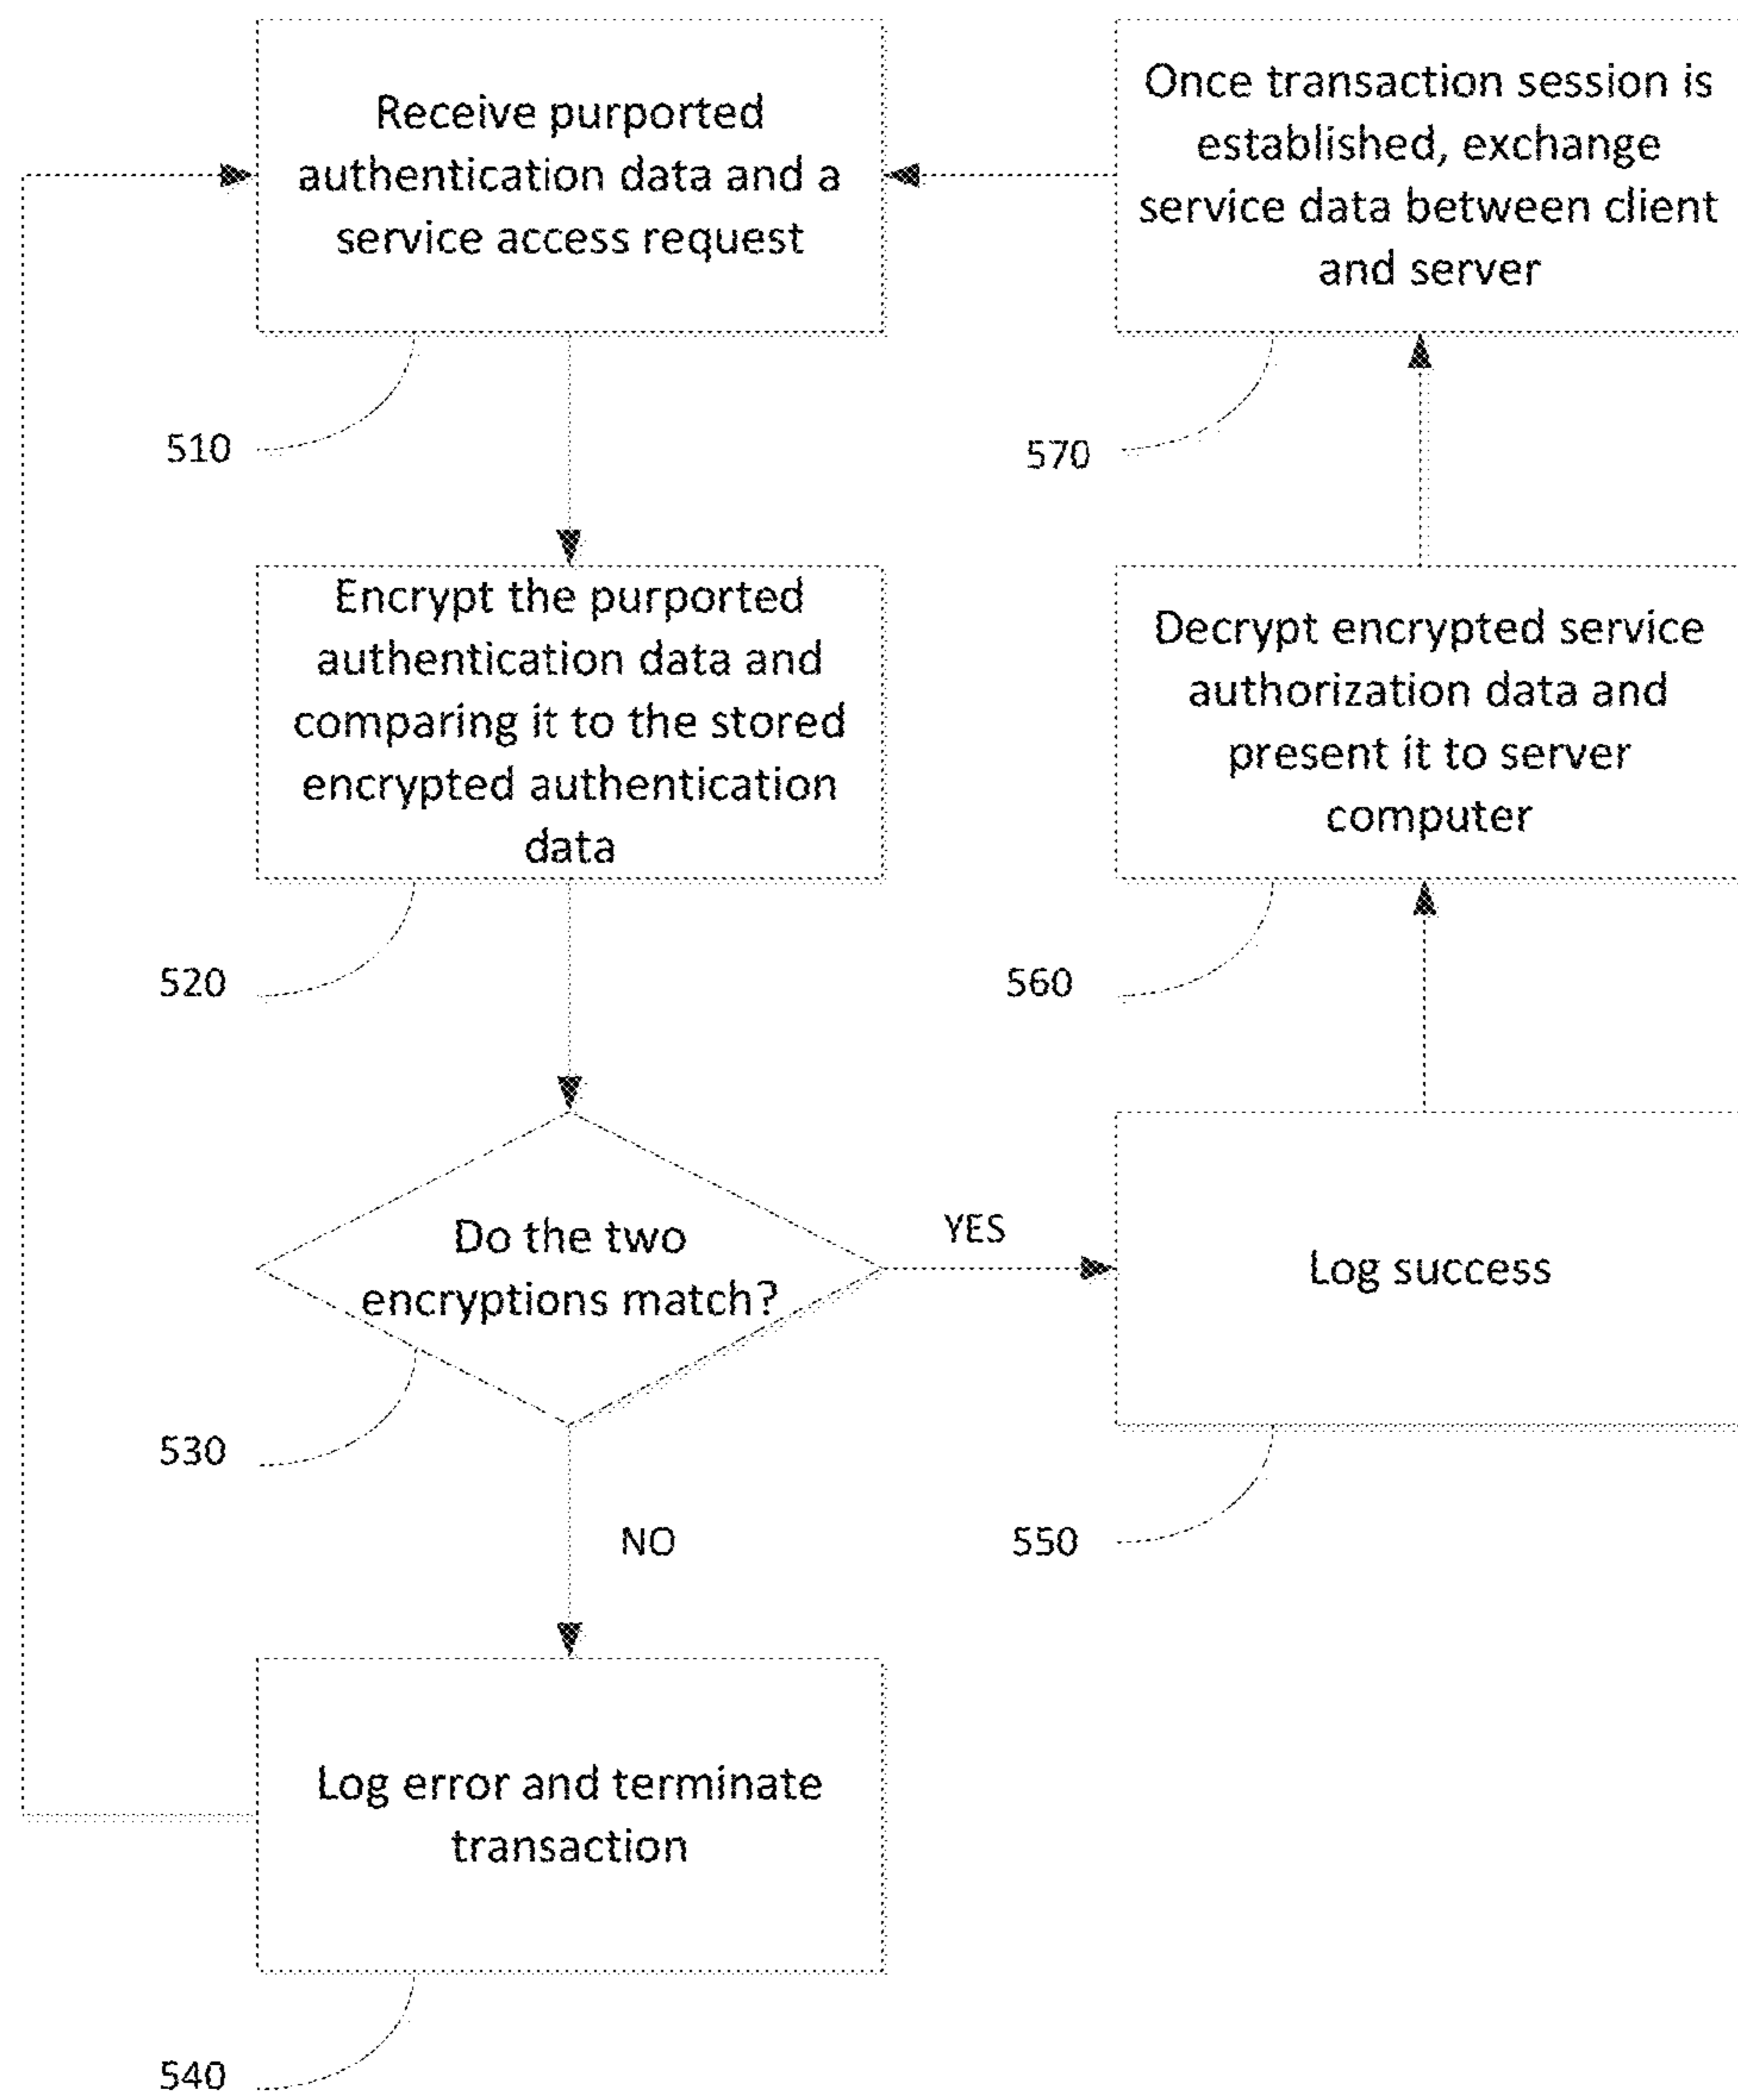 Receive purported
authentication data and a
service access request
510
Encrypt the purported
authentication data and
comparing it to the stored
encrypted authentication
data
520
Do the two
encryptions match?
530
YES
NO
Log error and terminate
transaction
540
Log success
550
Decrypt encrypted service
authorization data and
present it to server
computer
560
Once transaction session is
established, exchange
service data between client
and server
570